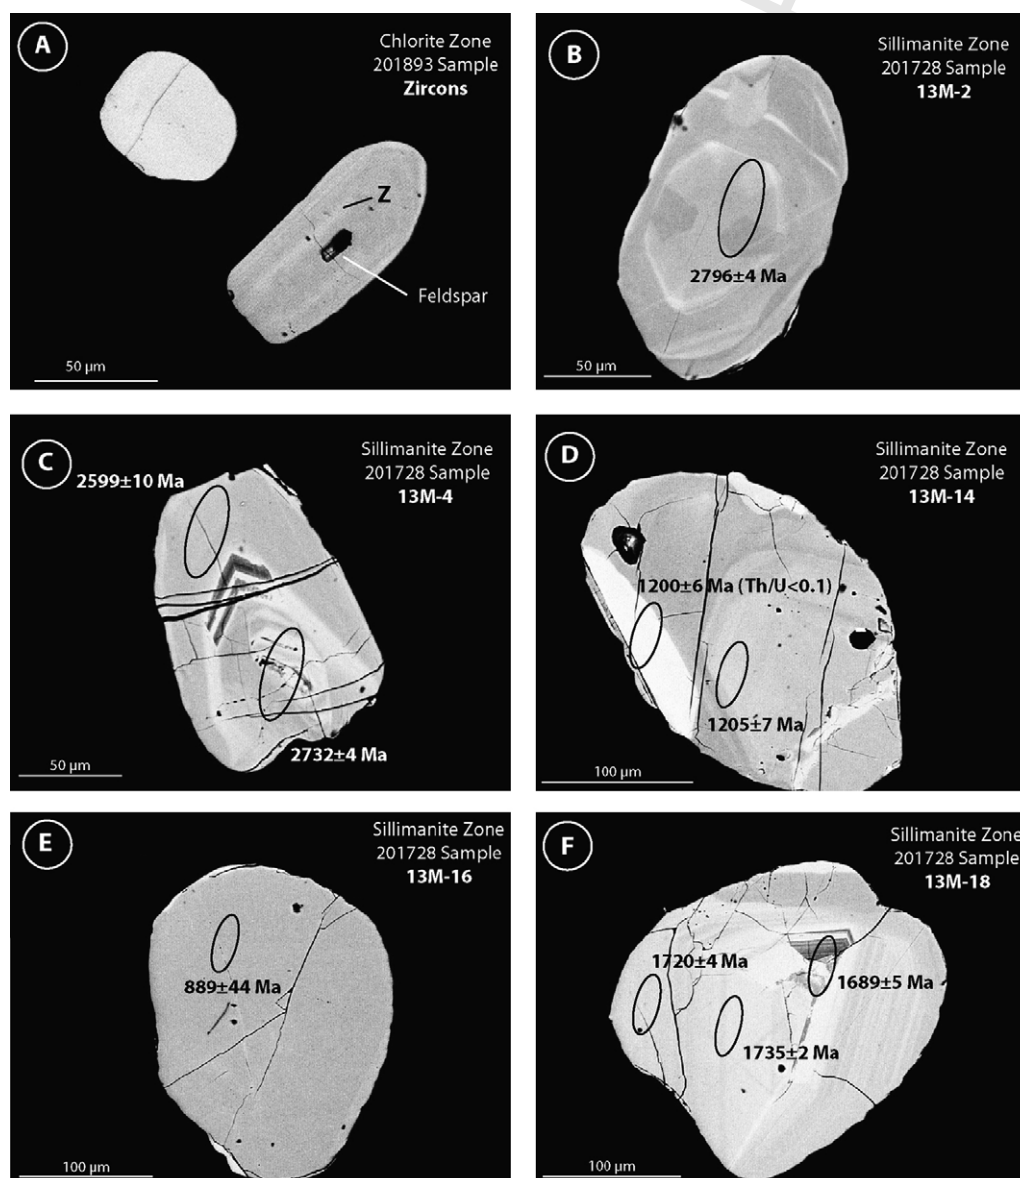 A
Chlorite Zone
201893 Sample
Zircons
Z
Feldspar
50 µm
B
Sillimanite Zone
201728 Sample
13M-2
2796±4 Ma
50 µm
C
Sillimanite Zone
201728 Sample
13M-4
2599±10 Ma
2732±4 Ma
50 µm
D
Sillimanite Zone
201728 Sample
13M-14
1200±6 Ma (Th/U<0.1)
1205±7 Ma
100 µm
E
Sillimanite Zone
201728 Sample
13M-16
889±44 Ma
100 µm
F
Sillimanite Zone
201728 Sample
13M-18
1720±4 Ma
1689±5 Ma
1735±2 Ma
100 µm